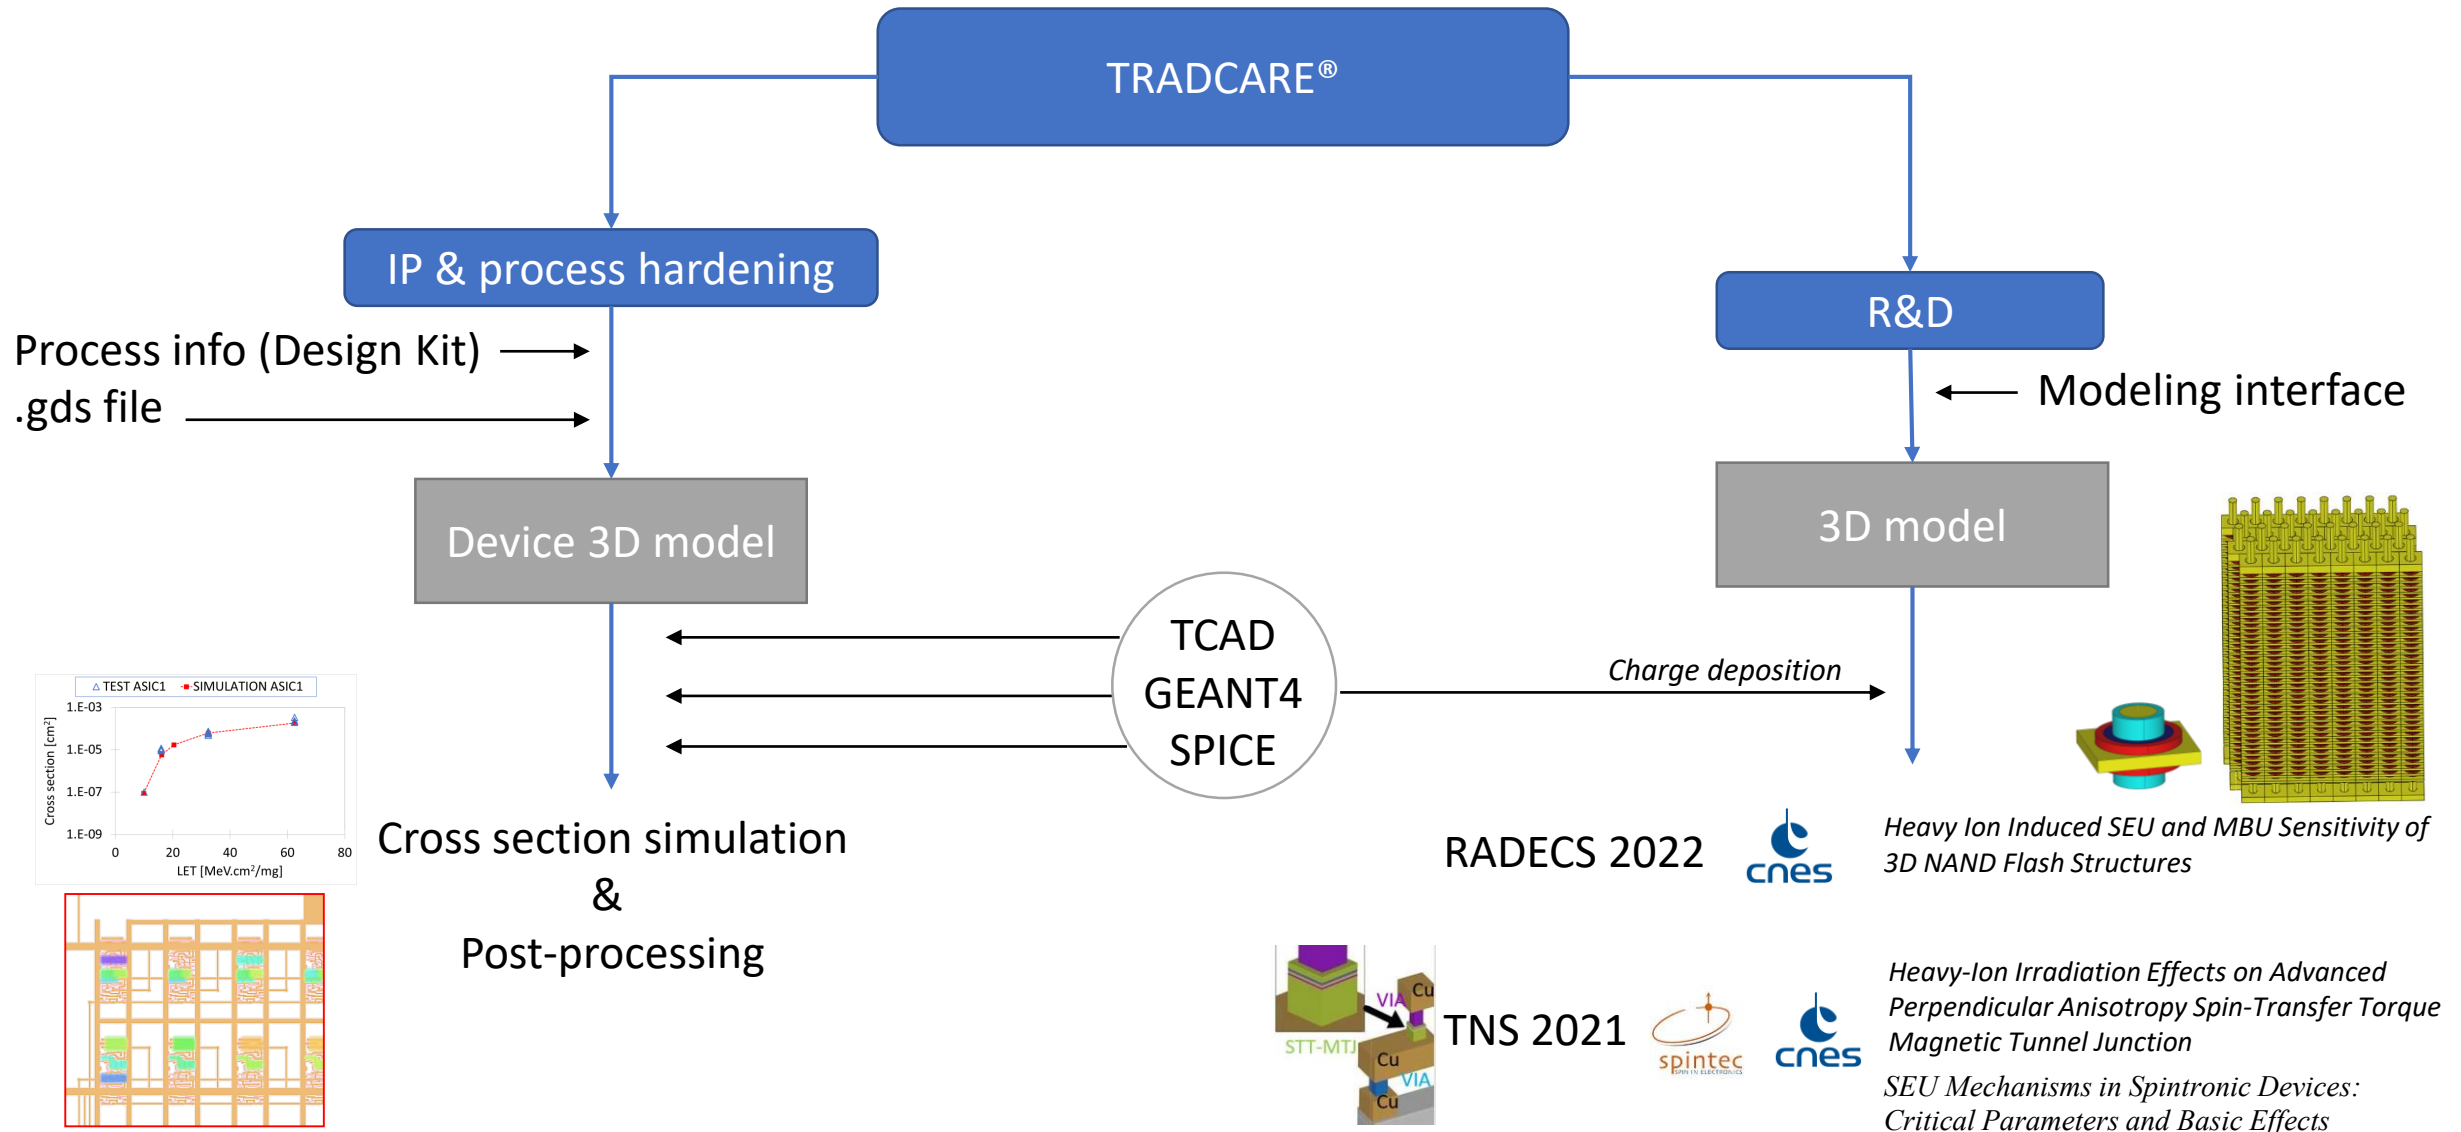 TRADCARE®
IP & process hardening
R&D
Process info (Design Kit)
.gds file
Modeling interface
Device 3D model
3D model
TCAD
GEANT4
SPICE
Charge deposition
TEST ASIC1
SIMULATION ASIC1
Cross section [cm²]
1.E-03
1.E-05
1.E-07
1.E-09
0 20 40 60 80
LET [MeV.cm²/mg]
Cross section simulation
&
Post-processing
RADECS 2022
cnes
Heavy Ion Induced SEU and MBU Sensitivity of
3D NAND Flash Structures
VIA
Cu
STT-MTJ
Cu
VIA
Cu
TNS 2021
spintec
SPIN IN ELECTRONICS
cnes
Heavy-Ion Irradiation Effects on Advanced
Perpendicular Anisotropy Spin-Transfer Torque
Magnetic Tunnel Junction
SEU Mechanisms in Spintronic Devices:
Critical Parameters and Basic Effects